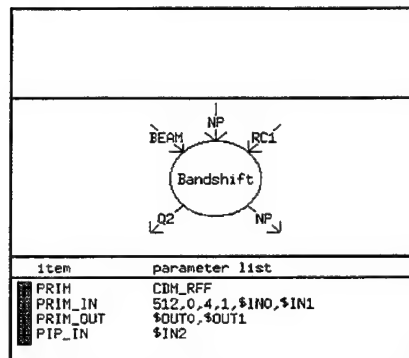 NP
BEAM RC1
Bandshift
Q2 NP
item parameter list
PRIM CDM_RFF
PRIM_IN 512,0,4,1,$IN0,$IN1
PRIM_OUT $OUT0,$OUT1
PIP_IN $IN2